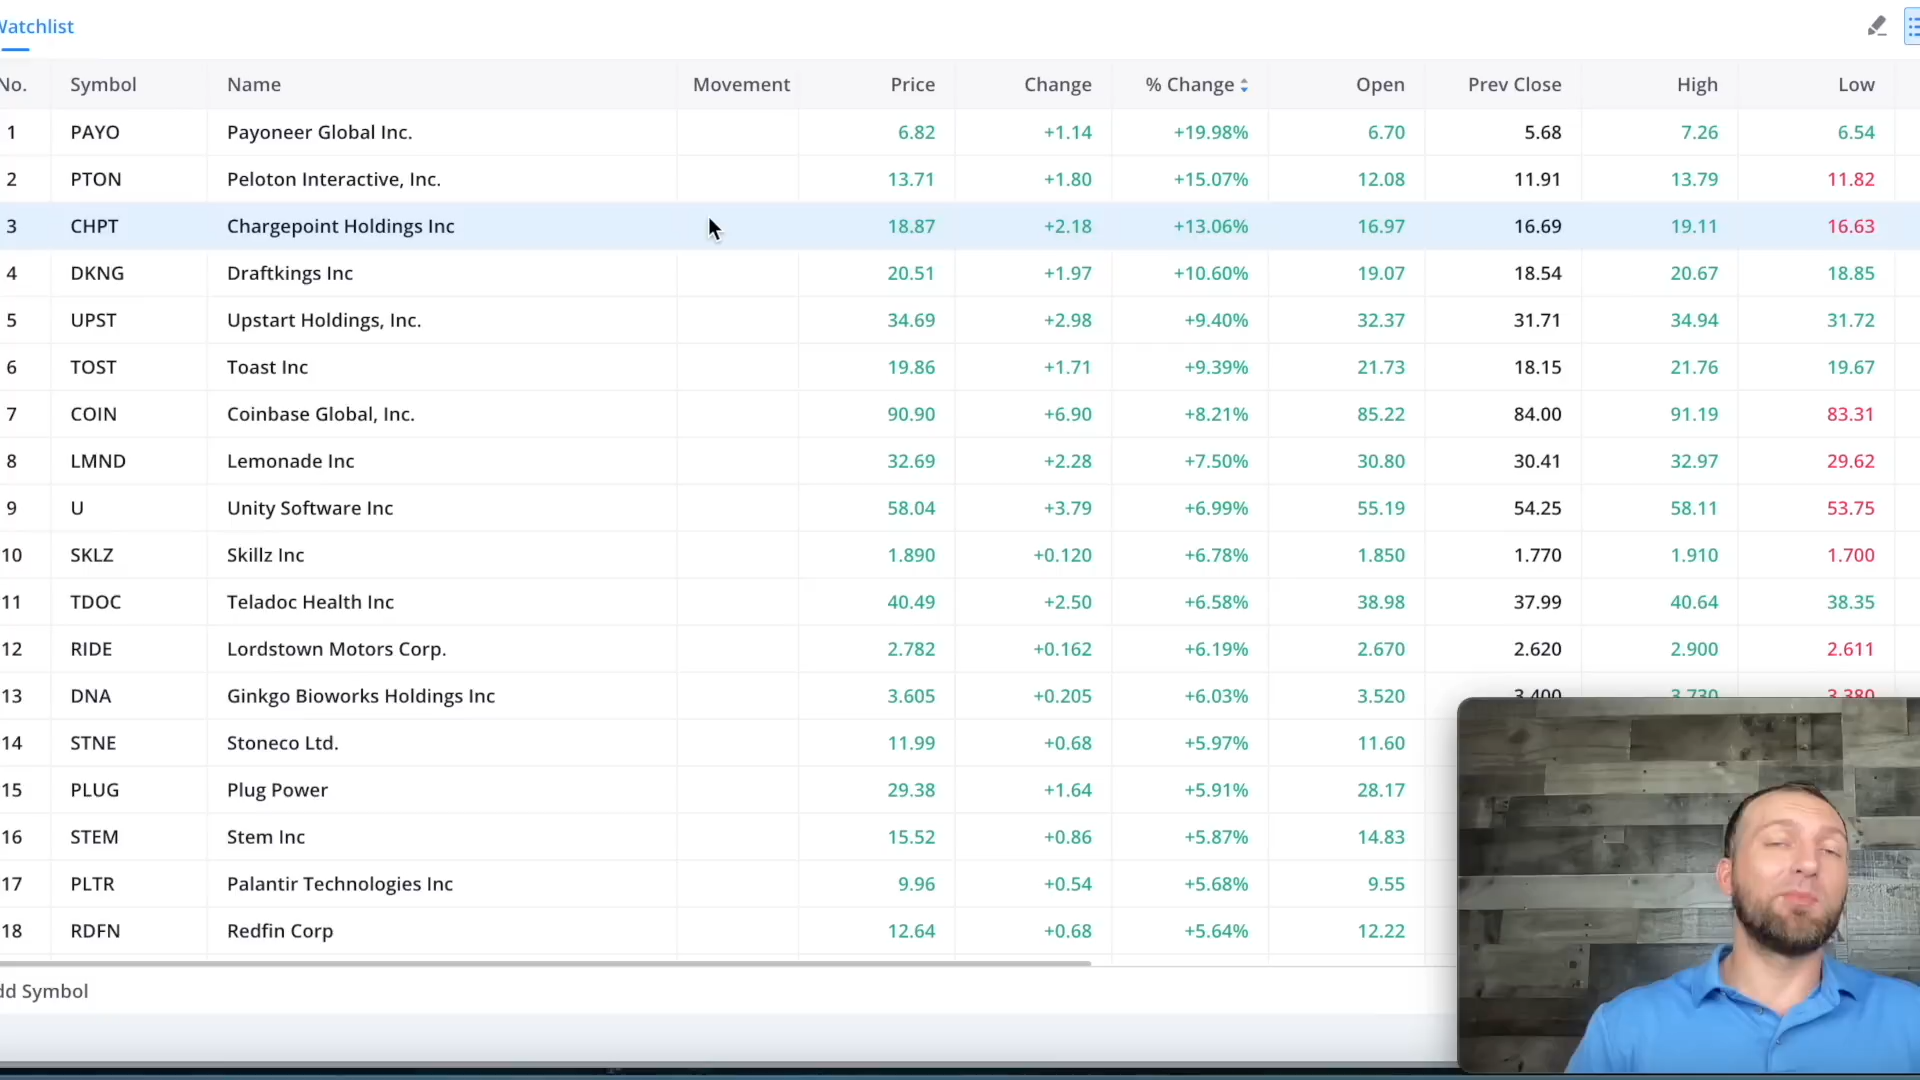 Watchlist
No. Symbol Name Movement Price Change % Change Open Prev Close High Low
1 PAYO Payoneer Global Inc. 6.82 +1.14 +19.98% 6.70 5.68 7.26 6.54
2 PTON Peloton Interactive, Inc. 13.71 +1.80 +15.07% 12.08 11.91 13.79 11.82
3 CHPT Chargepoint Holdings Inc 18.87 +2.18 +13.06% 16.97 16.69 19.11 16.63
4 DKNG Draftkings Inc 20.51 +1.97 +10.60% 19.07 18.54 20.67 18.85
5 UPST Upstart Holdings, Inc. 34.69 +2.98 +9.40% 32.37 31.71 34.94 31.72
6 TOST Toast Inc 19.86 +1.71 +9.39% 21.73 18.15 21.76 19.67
7 COIN Coinbase Global, Inc. 90.90 +6.90 +8.21% 85.22 84.00 91.19 83.31
8 LMND Lemonade Inc 32.69 +2.28 +7.50% 30.80 30.41 32.97 29.62
9 U Unity Software Inc 58.04 +3.79 +6.99% 55.19 54.25 58.11 53.75
10 SKLZ Skillz Inc 1.890 +0.120 +6.78% 1.850 1.770 1.910 1.700
11 TDOC Teladoc Health Inc 40.49 +2.50 +6.58% 38.98 37.99 40.64 38.35
12 RIDE Lordstown Motors Corp. 2.782 +0.162 +6.19% 2.670 2.620 2.900 2.611
13 DNA Ginkgo Bioworks Holdings Inc 3.605 +0.205 +6.03% 3.520 3.400 3.730 3.380
14 STNE Stoneco Ltd. 11.99 +0.68 +5.97% 11.60
15 PLUG Plug Power 29.38 +1.64 +5.91% 28.17
16 STEM Stem Inc 15.52 +0.86 +5.87% 14.83
17 PLTR Palantir Technologies Inc 9.96 +0.54 +5.68% 9.55
18 RDFN Redfin Corp 12.64 +0.68 +5.64% 12.22
dd Symbol